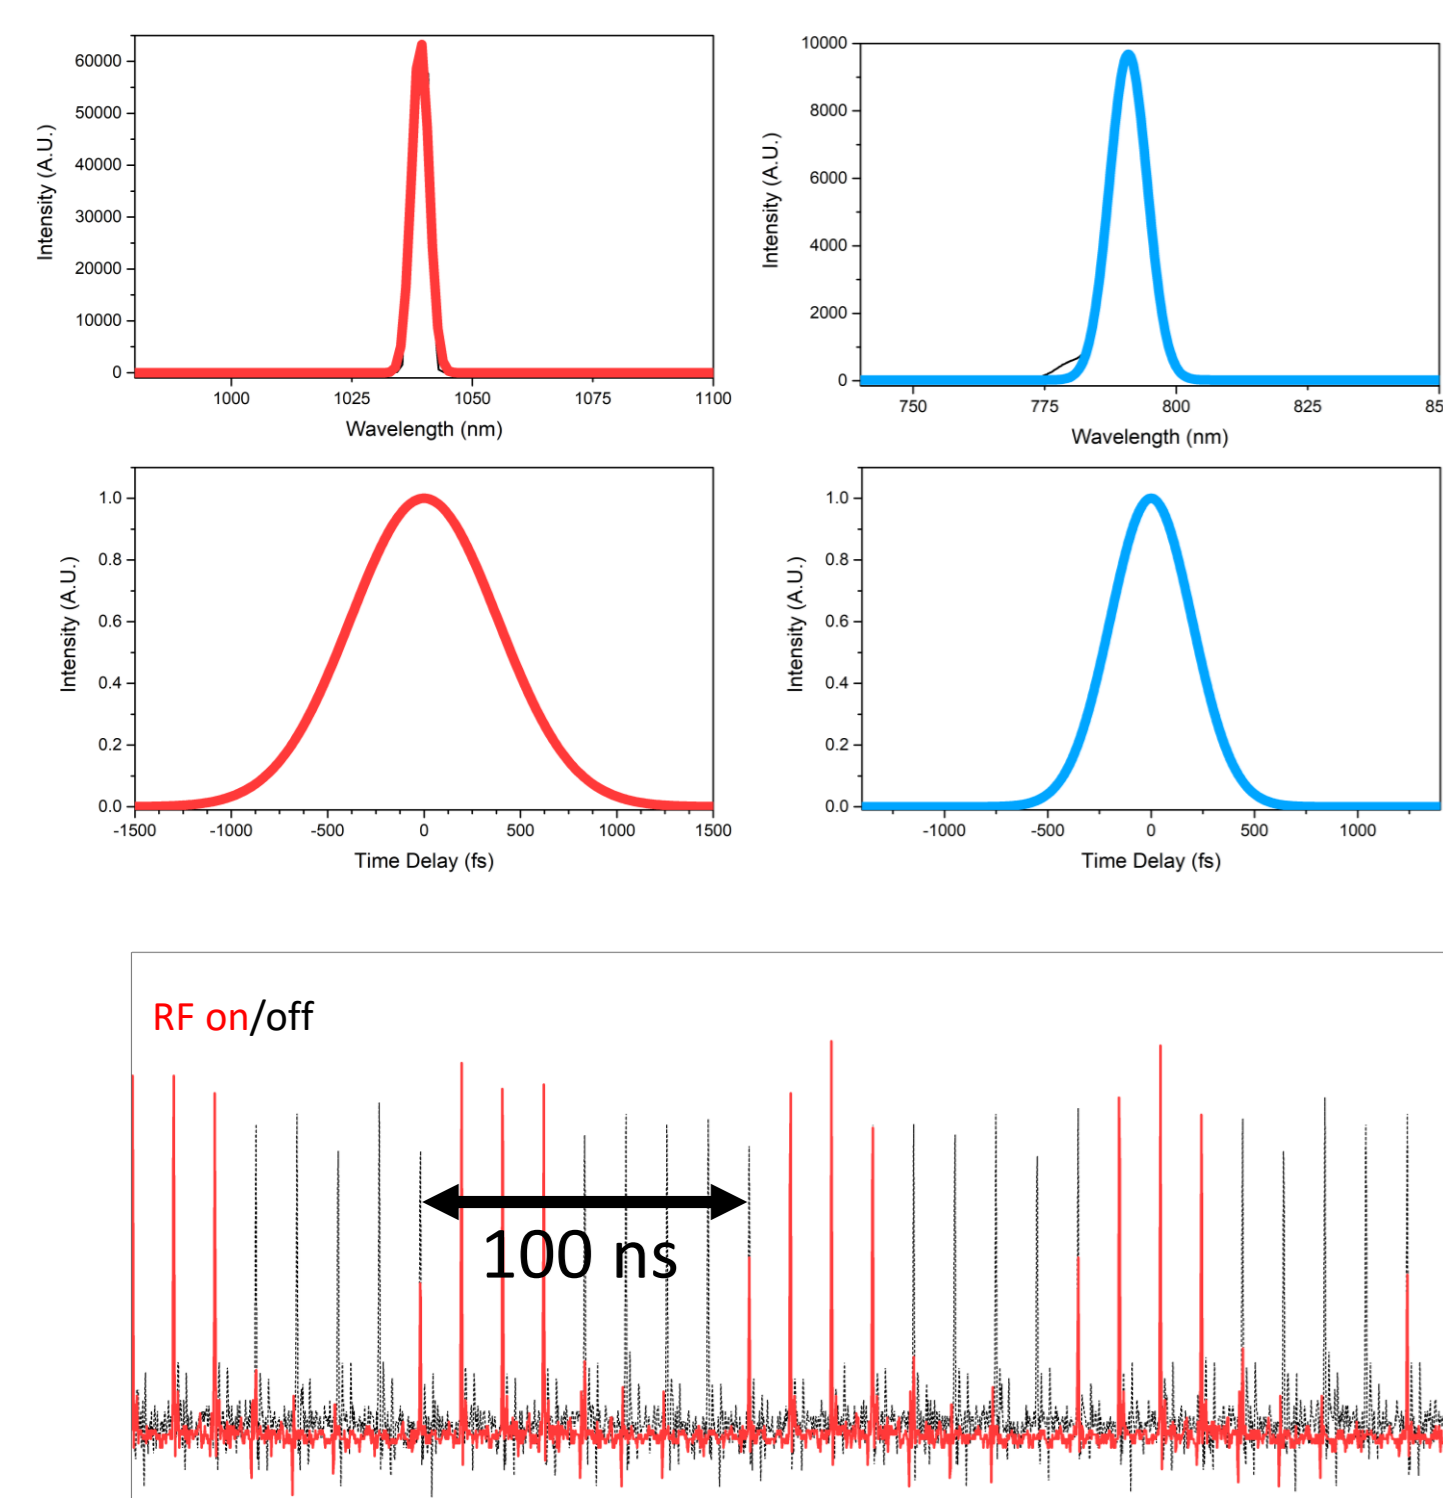 60000
50000
40000
30000
20000
10000
0
Intensity (A.U.)
1000 1025 1050 1075 1100
Wavelength (nm)
10000
8000
6000
4000
2000
0
Intensity (A.U.)
750 775 800 825 85
Wavelength (nm)
1.0
0.8
0.6
0.4
0.2
0.0
Intensity (A.U.)
-1500 -1000 -500 0 500 1000 1500
Time Delay (fs)
1.0
0.8
0.6
0.4
0.2
0.0
Intensity (A.U.)
-1000 -500 0 500 1000
Time Delay (fs)
RF on/off
100 ns